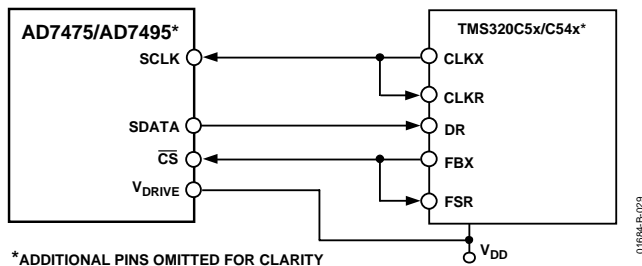 AD7475/AD7495*
SCLK
SDATA
CS
VDRIVE
TMS320C5x/C54x*
CLKX
CLKR
DR
FBX
FSR
VDD
*ADDITIONAL PINS OMITTED FOR CLARITY
01684-B-029